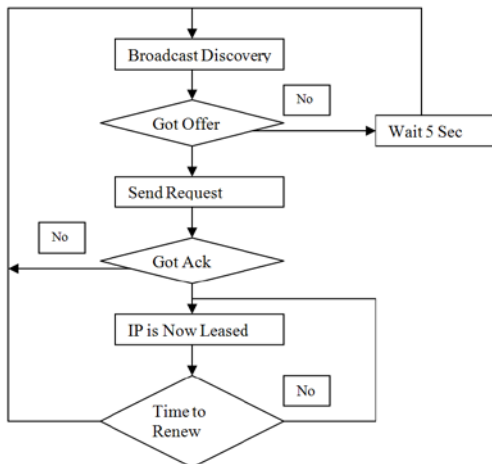 Broadcast Discovery
No
Got Offer
Wait 5 Sec
Send Request
No
Got Ack
IP is Now Leased
No
Time to
Renew